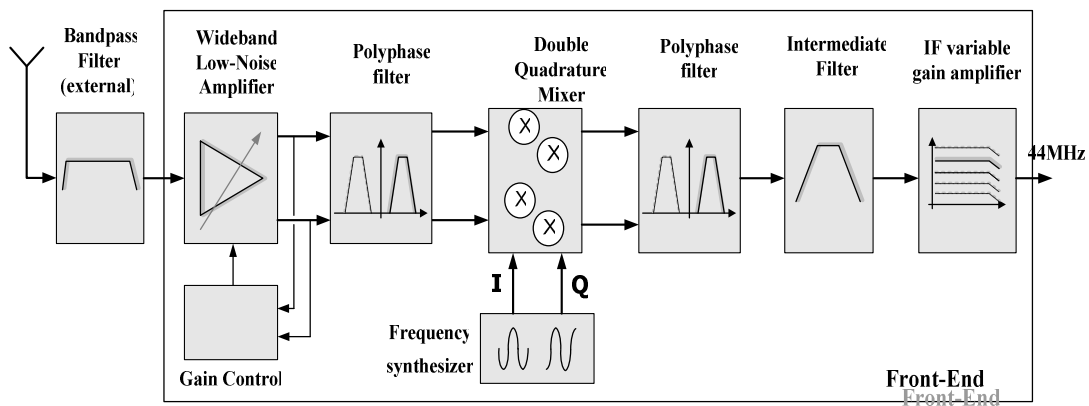 Bandpass
Filter
(external)
Wideband
Low-Noise
Amplifier
Polyphase
filter
Double
Quadrature
Mixer
Polyphase
filter
Intermediate
Filter
IF variable
gain amplifier
X
X
X
X
44MHz
I
Q
Frequency
synthesizer
Gain Control
Front-End
Front-End